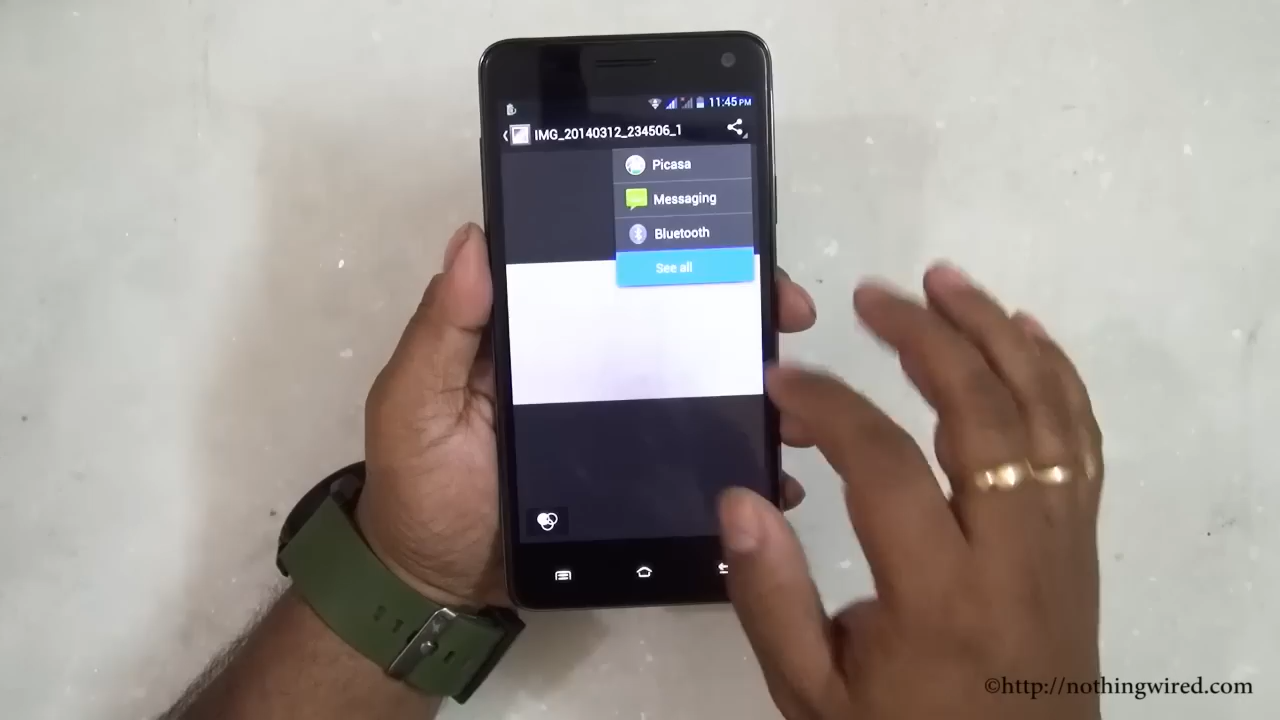 11:45 PM
IMG_20140312_234506_1
Picasa
Messaging
Bluetooth
See all
©http://nothingwired.com